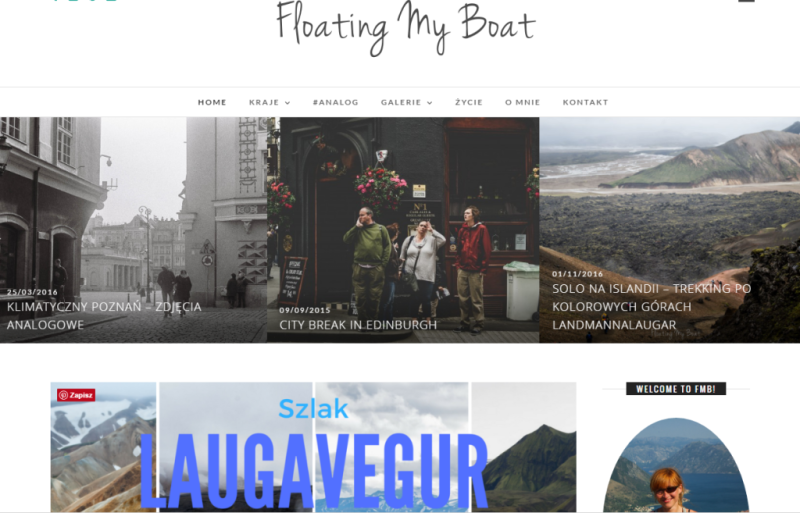 Floating My Boat
HOME KRAJE #ANALOG GALERIE ŻYCIE O MNIE KONTAKT
25/03/2016
KLIMATYCZNY POZNAŃ – ZDJĘCIA
ANALOGOWE
Nº1
09/09/2015
CITY BREAK IN EDINBURGH
01/11/2016
SOLO NA ISLANDII – TREKKING PO
KOLOROWYCH GÓRACH
LANDMANNALAUGAR
Zapisz
Szlak
LAUGAVEGUR
WELCOME TO FMB!